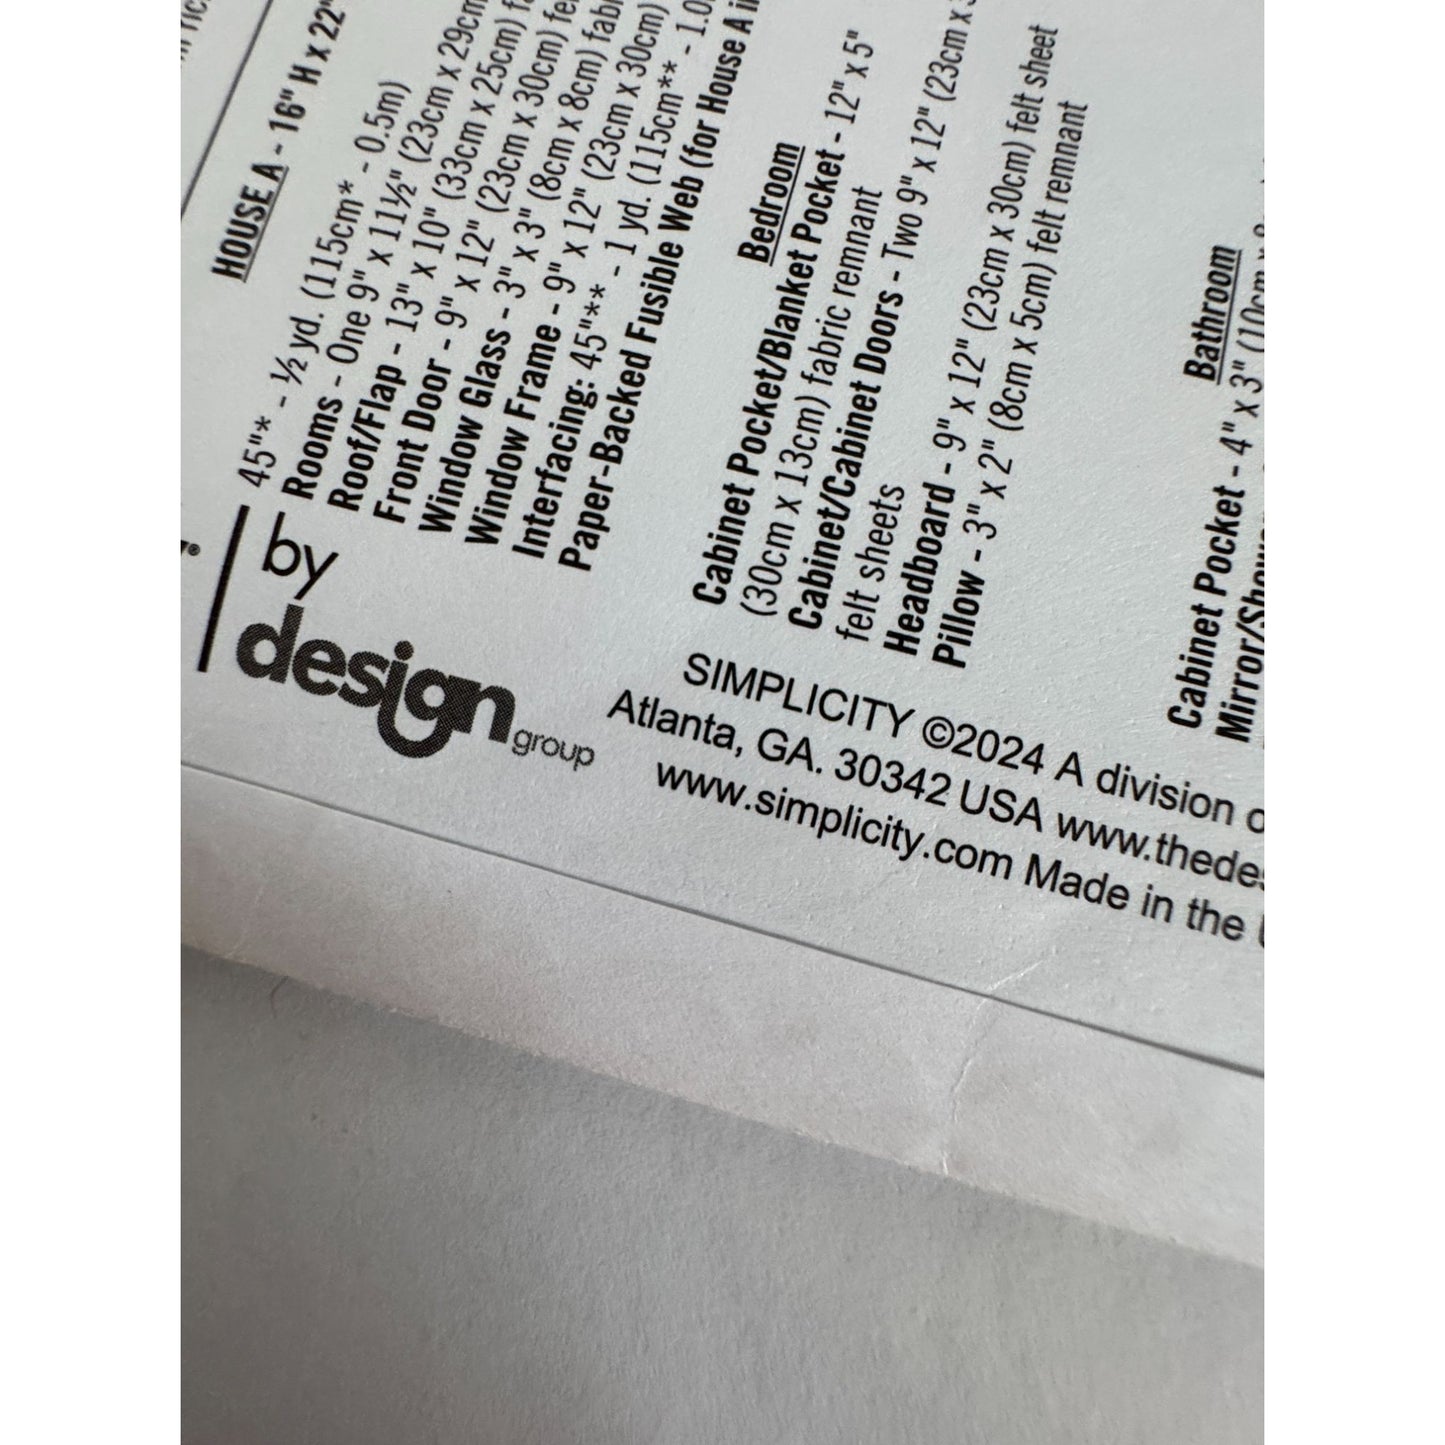 HOUSE A - 16" H x 22"
45"* - ½ yd. (115cm* - 0.5m)
Rooms - One 9" x 11½" (23cm x 29cm
Roof/Flap - 13" x 10" (33cm x 25cm)
Front Door - 9" x 12" (23cm x 30cm)
Window Glass - 3" x 3" (8cm x 8cm)
Window Frame - 9" x 12" (23cm x 30cm)
Interfacing: 45"** - 1 yd. (115cm** - 1.0
Paper-Backed Fusible Web (for House A
Bedroom
Cabinet Pocket/Blanket Pocket - 12" x 5"
(30cm x 13cm) fabric remnant
Cabinet/Cabinet Doors - Two 9" x 12" (23cm x
felt sheets
Headboard - 9" x 12" (23cm x 30cm) felt sheet
Pillow - 3" x 2" (8cm x 5cm) felt remnant
Bathroom
Cabinet Pocket - 4" x 3" (10cm x
by
design
group
SIMPLICITY ©2024 A division
Atlanta, GA. 30342 USA
www.simplicity.com Made in the